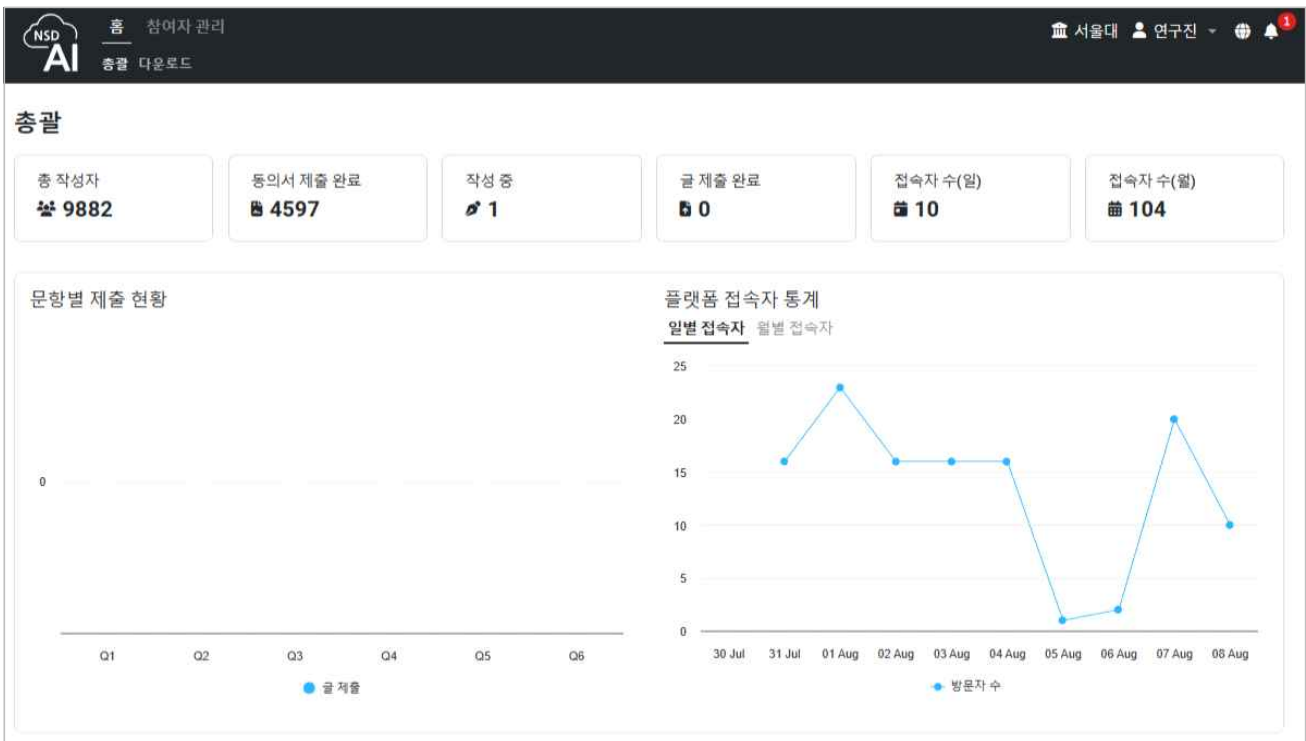 NSD
AI
홈 참여자 관리
총괄 다운로드
서울대 연구진 1
총괄
총 작성자
9882
동의서 제출 완료
4597
작성 중
1
글 제출 완료
0
접속자 수(일)
10
접속자 수(월)
104
문항별 제출 현황
0
Q1 Q2 Q3 Q4 Q5 Q6
글 제출
플랫폼 접속자 통계
일별 접속자 월별 접속자
25
20
15
10
5
0
30 Jul 31 Jul 01 Aug 02 Aug 03 Aug 04 Aug 05 Aug 06 Aug 07 Aug 08 Aug
방문자 수